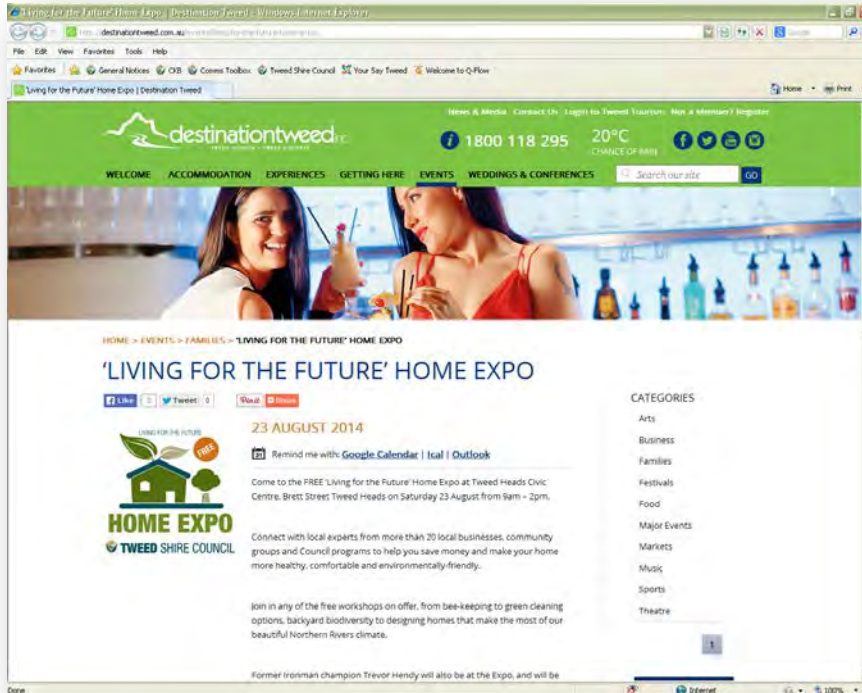 'Living for the Future' Home Expo | Destination Tweed - Windows Internet Explorer
destinationtweed.com.au
Google
File Edit View Favorites Tools Help
Favorites General Notices CKB Comms Toolbox Tweed Shire Council Your Say Tweed Welcome to Q-Flow
'Living for the Future' Home Expo | Destination Tweed
Home Print
News & Media Contact Us Login to Tweed Tourism Not a Member? Register
destinationtweed
1800 118 295
20°C
CHANCE OF RAIN
WELCOME ACCOMMODATION EXPERIENCES GETTING HERE EVENTS WEDDINGS & CONFERENCES
Search our site GO
HOME > EVENTS > FAMILIES > 'LIVING FOR THE FUTURE' HOME EXPO
'LIVING FOR THE FUTURE' HOME EXPO
Like 0 Tweet 0 Pin it Share
LIVING FOR THE FUTURE
FREE
HOME EXPO
TWEED SHIRE COUNCIL
23 AUGUST 2014
31 Remind me with: Google Calendar | Ical | Outlook
Come to the FREE 'Living for the Future' Home Expo at Tweed Heads Civic
Centre, Brett Street Tweed Heads on Saturday 23 August from 9am – 2pm.
Connect with local experts from more than 20 local businesses, community
groups and Council programs to help you save money and make your home
more healthy, comfortable and environmentally-friendly.
Join in any of the free workshops on offer, from bee-keeping to green cleaning
options, backyard biodiversity to designing homes that make the most of our
beautiful Northern Rivers climate.
Former Ironman champion Trevor Hendy will also be at the Expo, and will be
CATEGORIES
Arts
Business
Families
Festivals
Food
Major Events
Markets
Music
Sports
Theatre
1
Done
Internet
100%